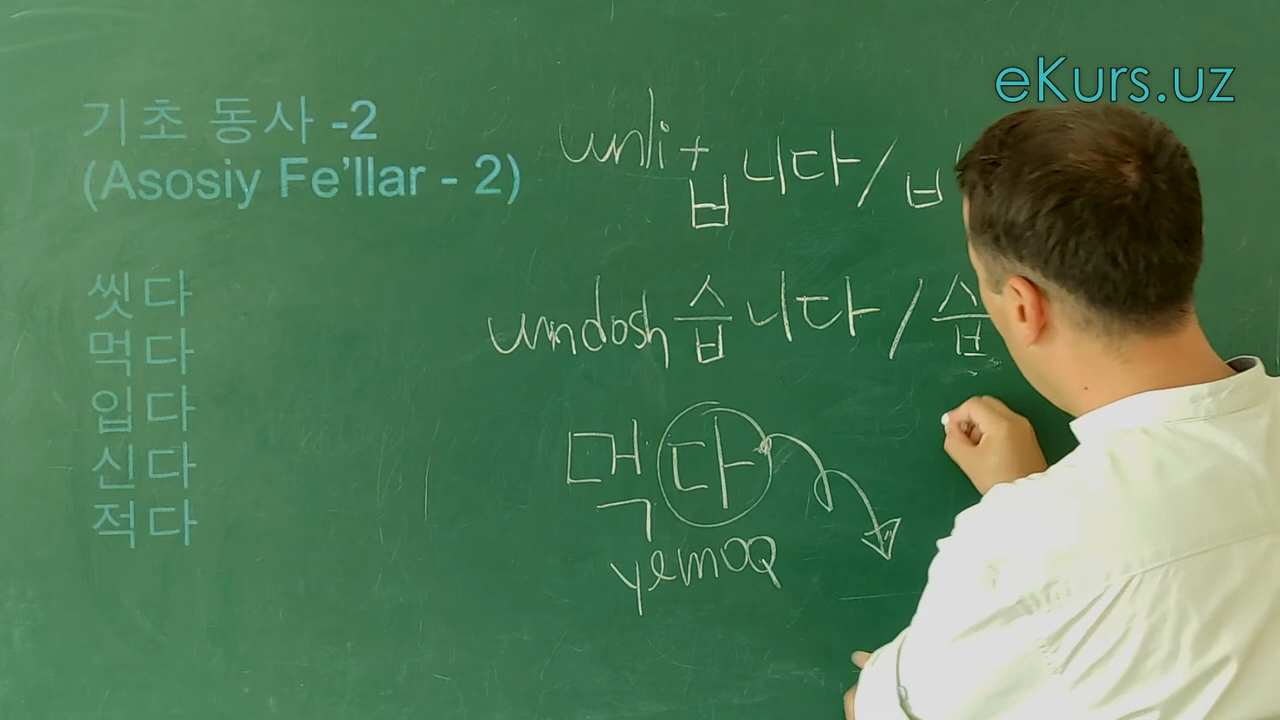 eKurs.uz
기초 동사 -2
(Asosiy Fe'llar - 2)
씻다
먹다
입다
신다
적다
unli + ㅂ니다/ㅂ
undosh 습니다/습
먹다
yemoq